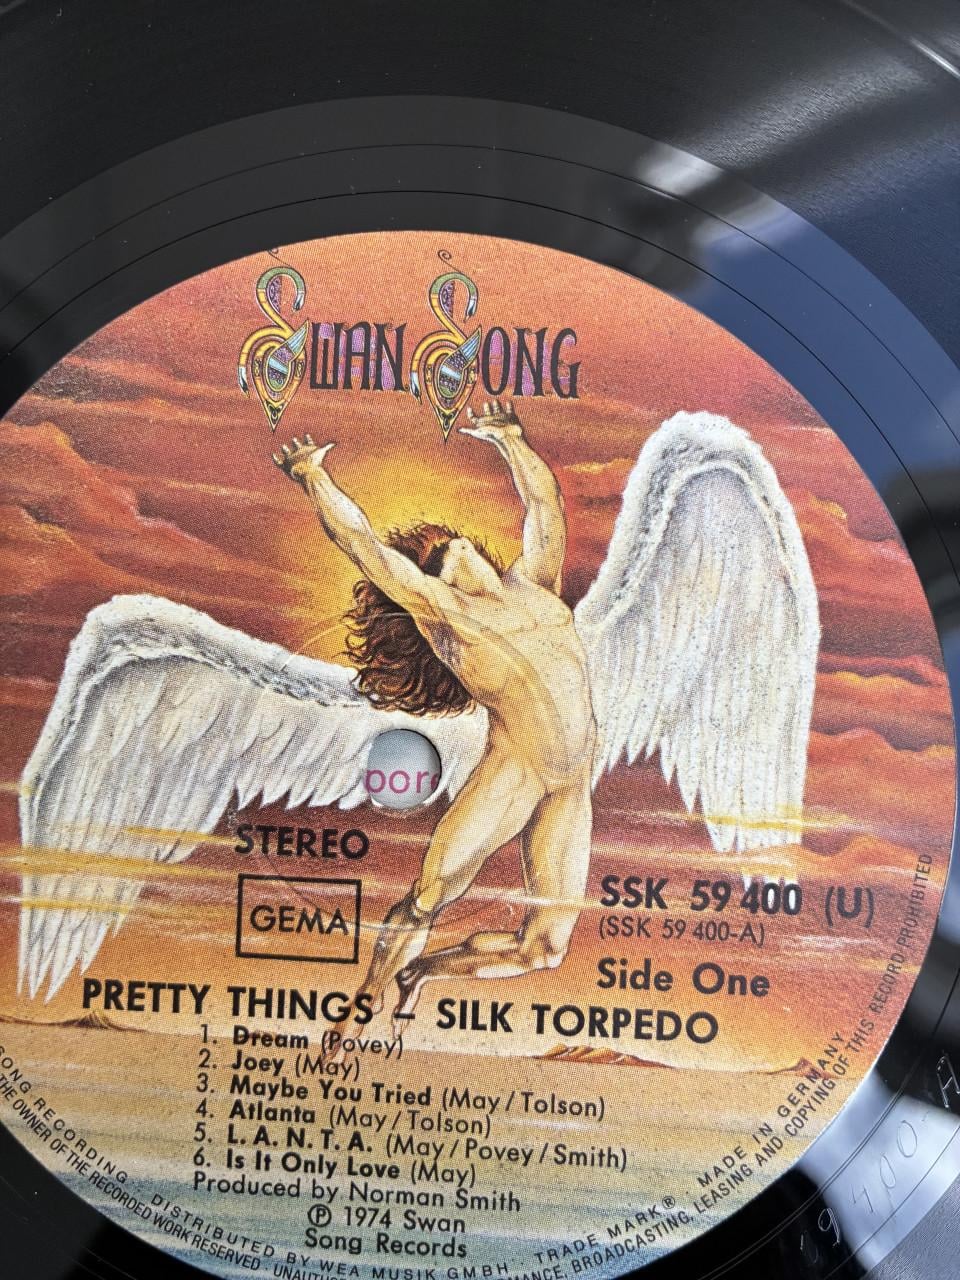 SWAN SONG
pore
STEREO
GEMA
SSK 59 400 (U)
(SSK 59 400-A)
Side One
PRETTY THINGS – SILK TORPEDO
1. Dream (Povey)
2. Joey (May)
3. Maybe You Tried (May/Tolson)
4. Atlanta (May/Tolson)
5. L.A.N.T.A. (May/Povey/Smith)
6. Is It Only Love (May)
Produced by Norman Smith
℗ 1974 Swan
Song Records
SONG RECORDING · DISTRIBUTED BY WEA MUSIK GMBH TRADE MARK® MADE IN GERMANY
THE OWNER OF THE RECORDED WORK RESERVED · BROADCASTING, LEASING AND COPYING OF THIS RECORD PROHIBITED